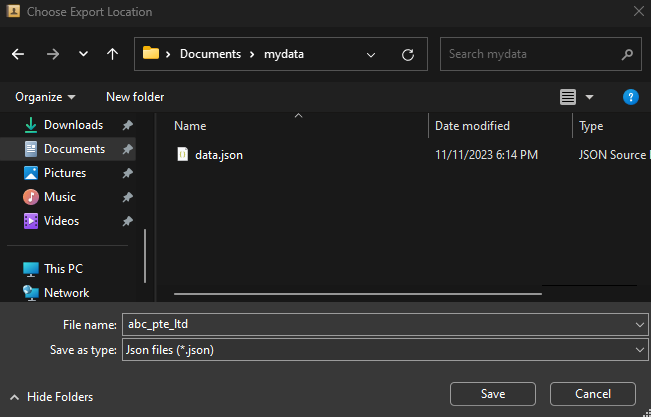 Choose Export Location
Documents > mydata
Search mydata
Organize New folder
Name Date modified Type
Downloads
Documents
Pictures
Music
Videos
This PC
Network
data.json 11/11/2023 6:14 PM JSON Source
File name: abc_pte_ltd
Save as type: Json files (*.json)
Hide Folders Save Cancel